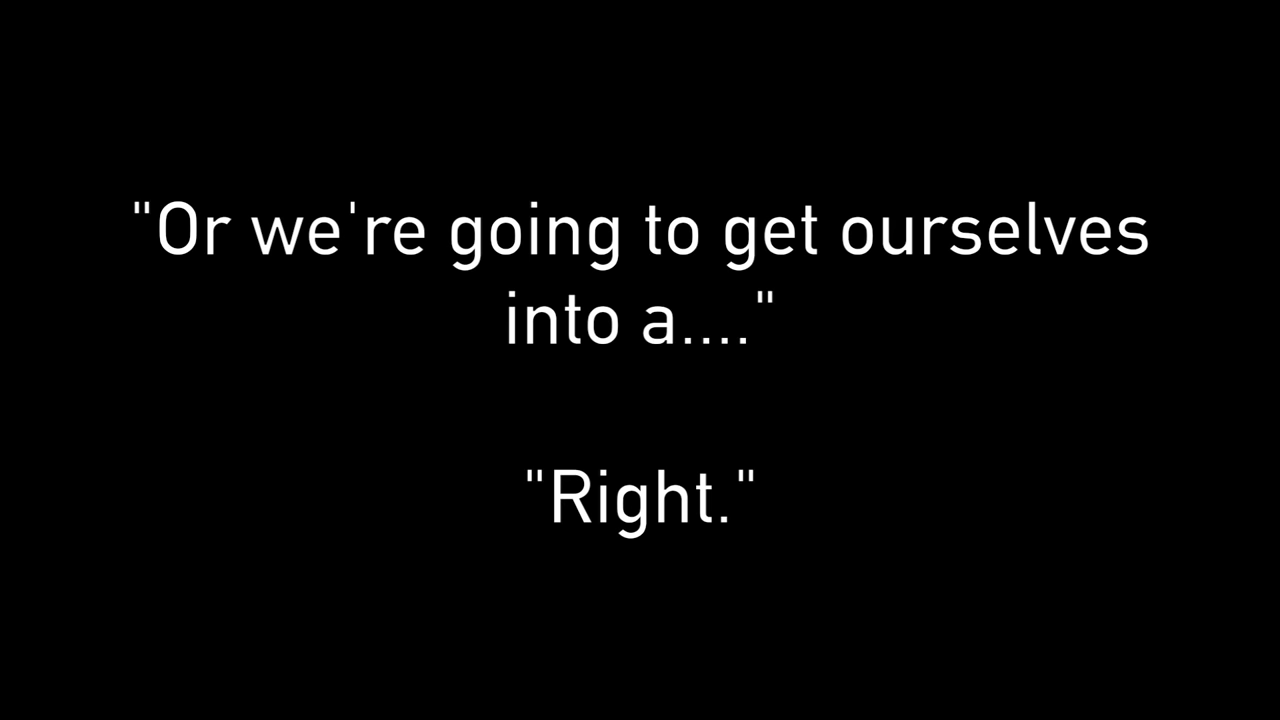 "Or we're going to get ourselves
into a...."
"Right."